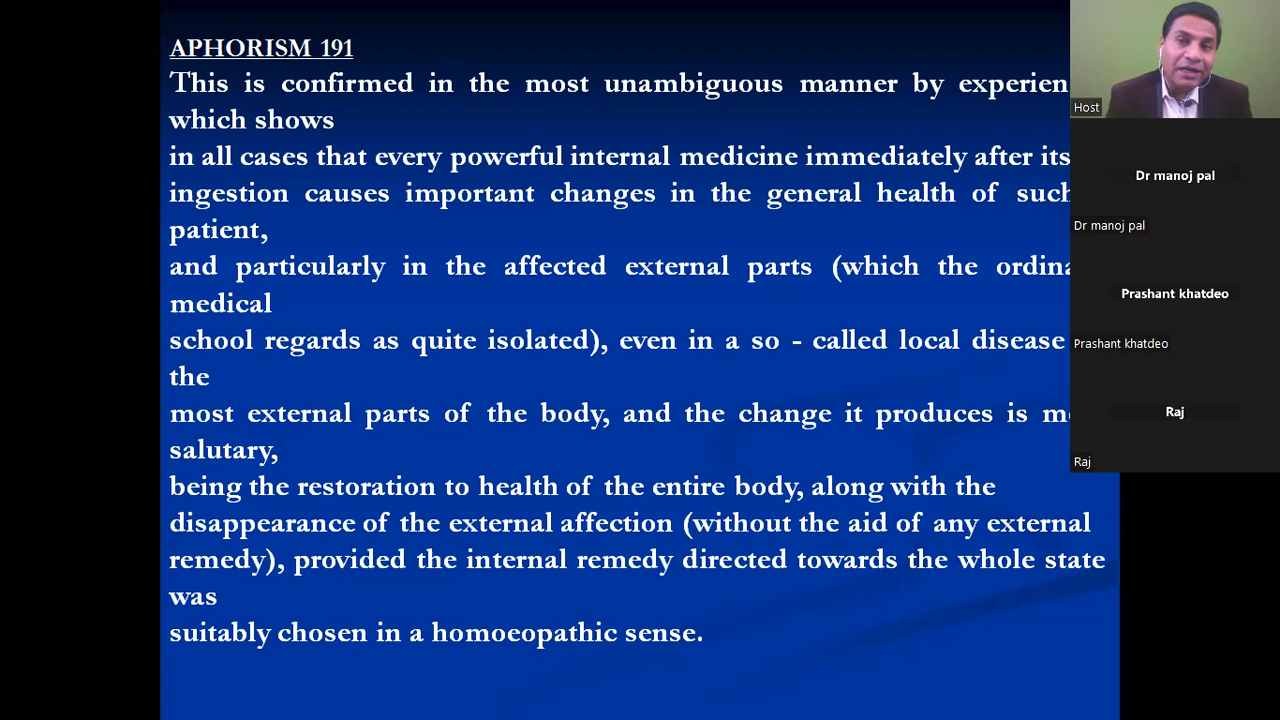 APHORISM 191
This is confirmed in the most unambiguous manner by
which shows
in all cases that every powerful internal medicine immediately after its
ingestion causes important changes in the general health of such
patient,
and particularly in the affected external parts (which the
medical
school regards as quite isolated), even in a so - called local disease
the
most external parts of the body, and the change it produces is
salutary,
being the restoration to health of the entire body, along with the
disappearance of the external affection (without the aid of any external
remedy), provided the internal remedy directed towards the whole state
was
suitably chosen in a homoeopathic sense.
Host
Dr manoj pal
Dr manoj pal
Prashant khatdeo
Prashant khatdeo
Raj
Raj